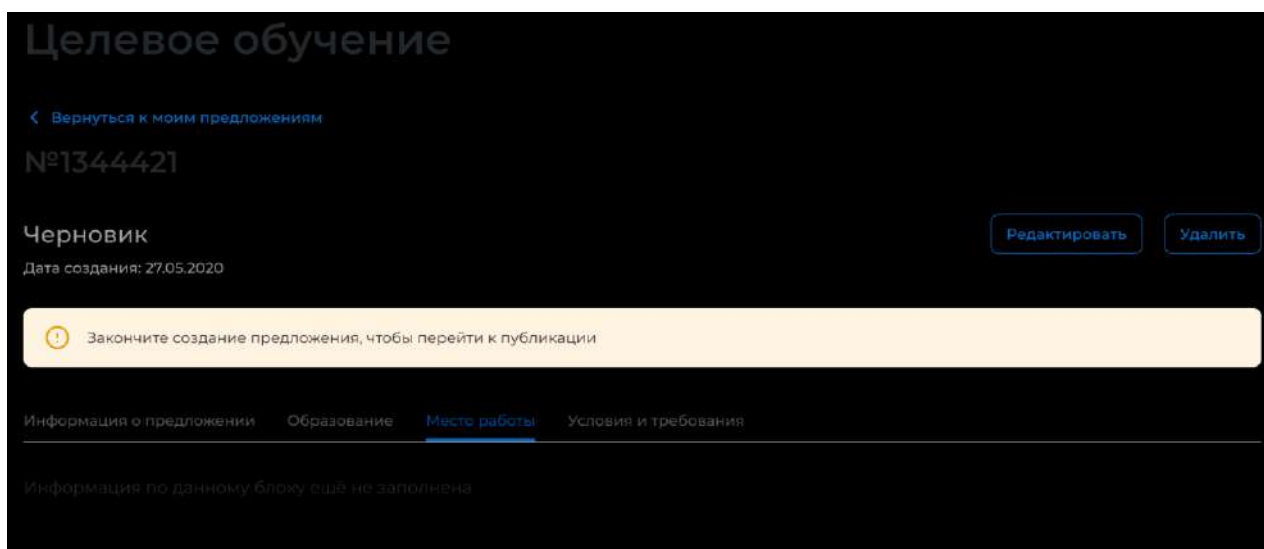 Целевое обучение
Вернуться к моим предложениям
№1344421
Черновик
Редактировать
Удалить
Дата создания: 27.05.2020
Закончите создание предложения, чтобы перейти к публикации
Информация о предложении Образование Место работы Условия и требования
Информация по данному блоку ещё не заполнена